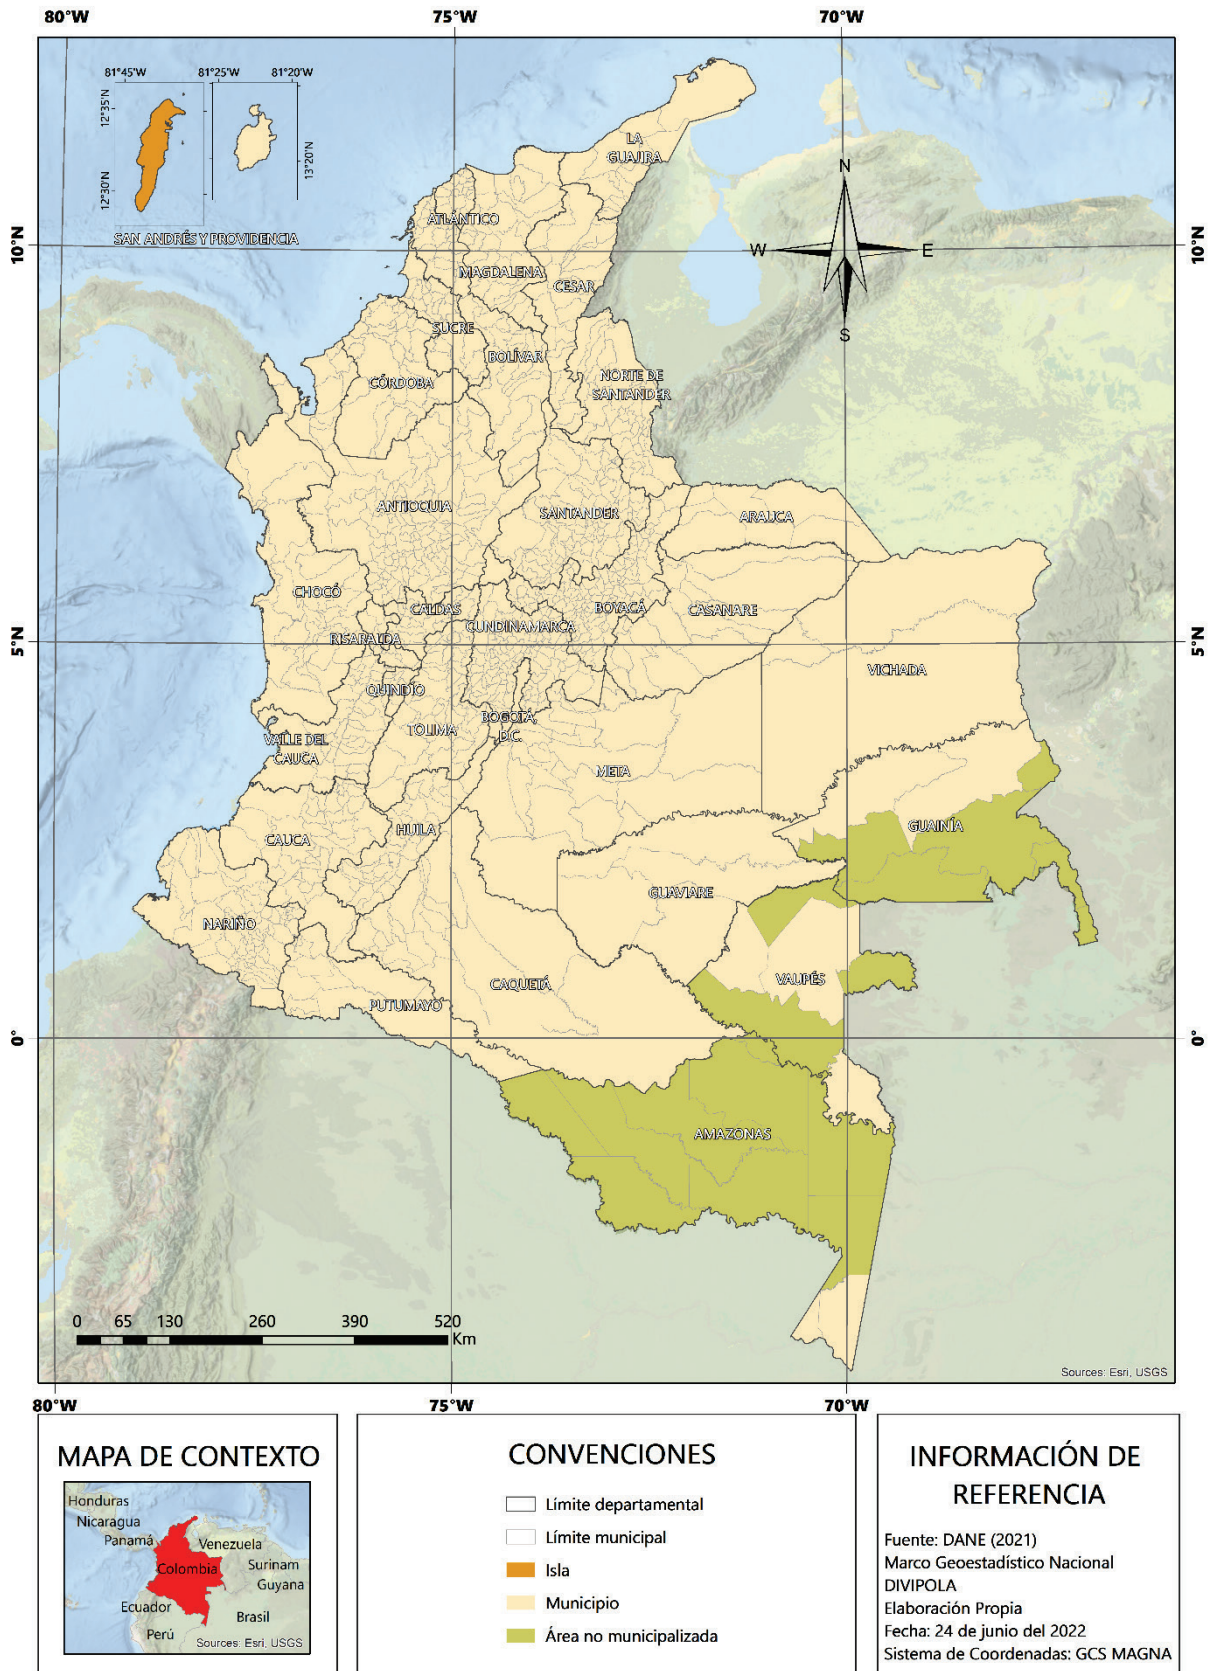 80°W 75°W 70°W
81°45'W 81°25'W 81°20'W
12°35'N
12°30'N
13°20'N
SAN ANDRÉS Y PROVIDENCIA
10°N 10°N
5°N 5°N
0° 0°
N
W E
S
LA
GUAJIRA
ATLÁNTICO
MAGDALENA
CESAR
SUCRE
BOLÍVAR
CÓRDOBA
NORTE DE
SANTANDER
ANTIOQUIA
SANTANDER
ARAUCA
CHOCÓ
CALDAS
BOYACÁ
CASANARE
CUNDINAMARCA
RISARALDA
VICHADA
QUINDÍO
BOGOTÁ,
D.C.
TOLIMA
VALLE DEL
CAUCA
META
CAUCA
HUILA
GUAINÍA
GUAVIARE
NARIÑO
VAUPÉS
CAQUETÁ
PUTUMAYO
AMAZONAS
0 65 130 260 390 520
Km
Sources: Esri, USGS
80°W 75°W 70°W
MAPA DE CONTEXTO
Honduras
Nicaragua
Panamá
Venezuela
Colombia
Surinam
Guyana
Ecuador
Brasil
Perú
Sources: Esri, USGS
CONVENCIONES
Límite departamental
Límite municipal
Isla
Municipio
Área no municipalizada
INFORMACIÓN DE
REFERENCIA
Fuente: DANE (2021)
Marco Geoestadístico Nacional
DIVIPOLA
Elaboración Propia
Fecha: 24 de junio del 2022
Sistema de Coordenadas: GCS MAGNA